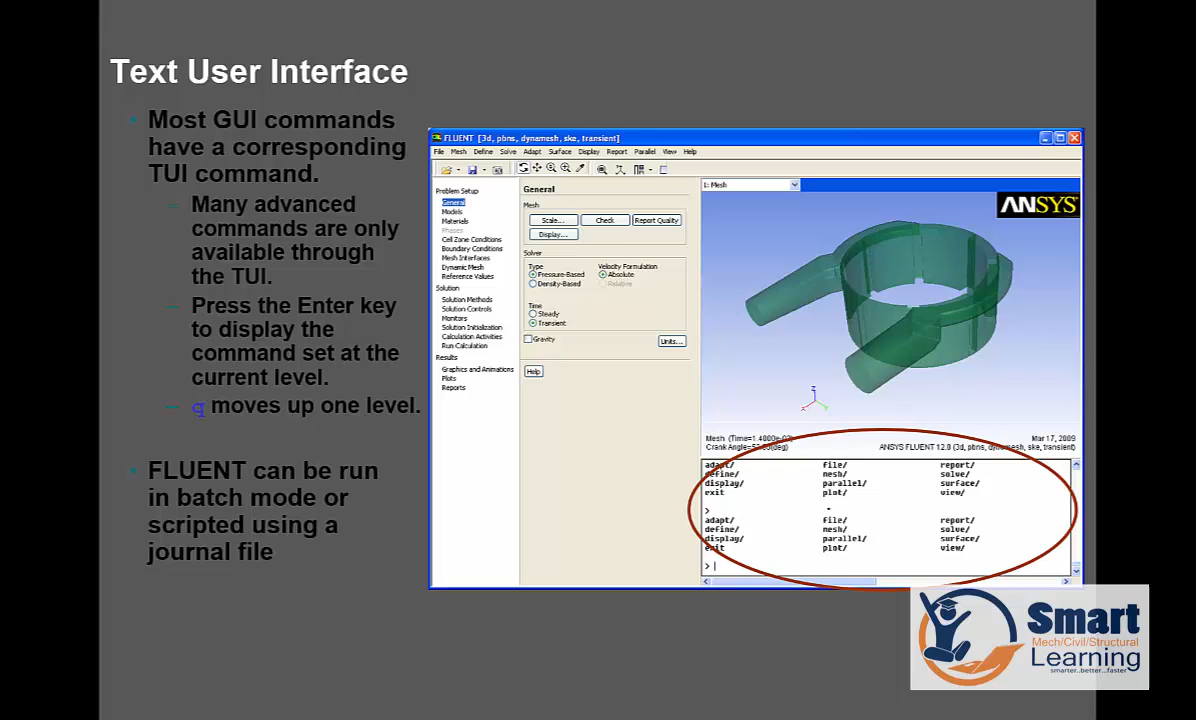 Text User Interface
• Most GUI commands
have a corresponding
TUI command.
– Many advanced
commands are only
available through
the TUI.
– Press the Enter key
to display the
command set at the
current level.
– q moves up one level.
• FLUENT can be run
in batch mode or
scripted using a
journal file
FLUENT [3d, pbns, dynamesh, ske, transient]
File Mesh Define Solve Adapt Surface Display Report Parallel View Help
Problem Setup
General
Models
Materials
Phases
Cell Zone Conditions
Boundary Conditions
Mesh Interfaces
Dynamic Mesh
Reference Values
Solution
Solution Methods
Solution Controls
Monitors
Solution Initialization
Calculation Activities
Run Calculation
Results
Graphics and Animations
Plots
Reports
General
Mesh
Scale... Check Report Quality
Display...
Solver
Type Velocity Formulation
Pressure-Based Absolute
Density-Based Relative
Time
Steady
Transient
Gravity Units...
Help
1: Mesh
ANSYS
Z
X Y
Mesh (Time=1.4000e-02) Mar 17, 2009
Crank Angle= (deg) ANSYS FLUENT 12.0 (3d, pbns, dynamesh, ske, transient)
adapt/ file/ report/
define/ mesh/ solve/
display/ parallel/ surface/
exit plot/ view/
>
adapt/ file/ report/
define/ mesh/ solve/
display/ parallel/ surface/
exit plot/ view/
> |
Smart
Mech/Civil/Structural
Learning
smarter..better...faster